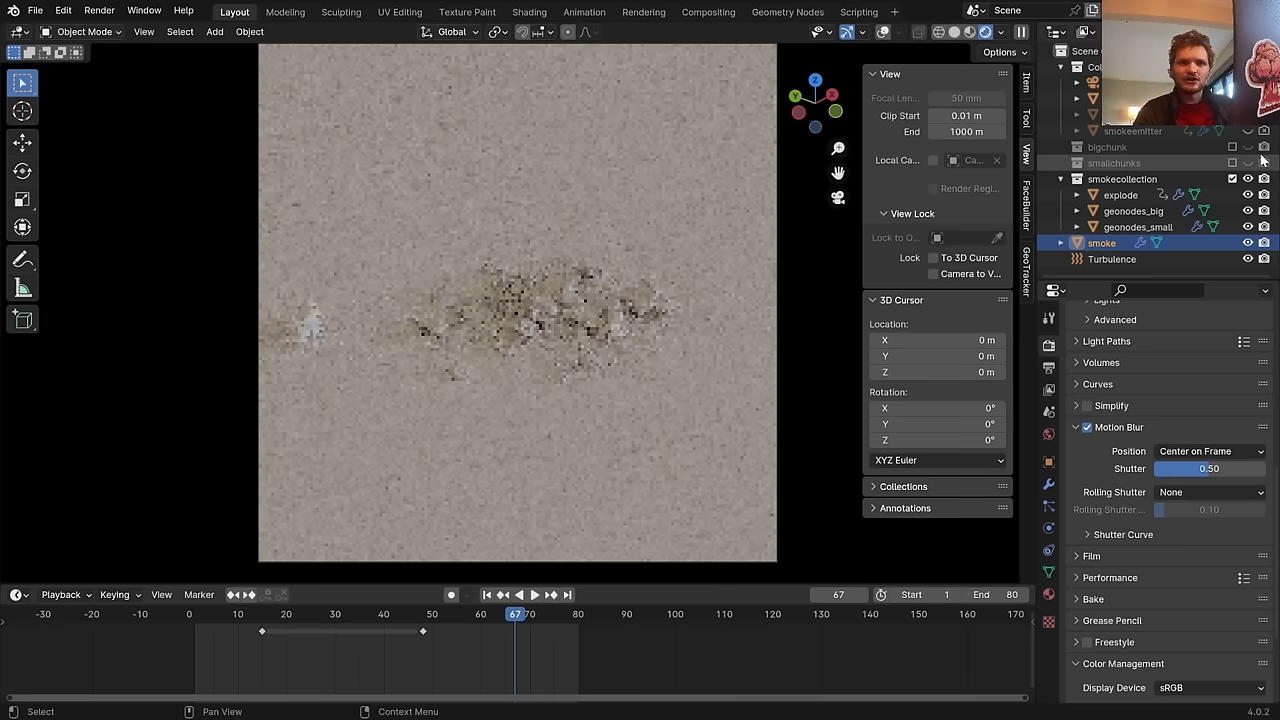 File Edit Render Window Help Layout Modeling Sculpting UV Editing Texture Paint Shading Animation Rendering Compositing Geometry Nodes Scripting + Scene
Object Mode View Select Add Object Global
Options
Scene
Col
smokeemitter
bigchunk
smallchunks
smokecollection
explode
geonodes_big
geonodes_small
smoke
Turbulence
Z
Y
X
View
Focal Len... 50 mm
Clip Start 0.01 m
End 1000 m
Local Ca... Ca...
Render Regi...
View Lock
Lock to O...
Lock To 3D Cursor
Camera to V...
3D Cursor
Location:
X 0 m
Y 0 m
Z 0 m
Rotation:
X 0°
Y 0°
Z 0°
XYZ Euler
Collections
Annotations
Item
Tool
View
FaceBuilder
GeoTracker
Advanced
Light Paths
Volumes
Curves
Simplify
Motion Blur
Position Center on Frame
Shutter 0.50
Rolling Shutter None
Rolling Shutter ... 0.10
Shutter Curve
Film
Performance
Bake
Grease Pencil
Freestyle
Color Management
Display Device sRGB
Playback Keying View Marker 67 Start 1 End 80
-30 -20 -10 0 10 20 30 40 50 60 67 70 80 90 100 110 120 130 140 150 160 170
Select Pan View Context Menu 4.0.2